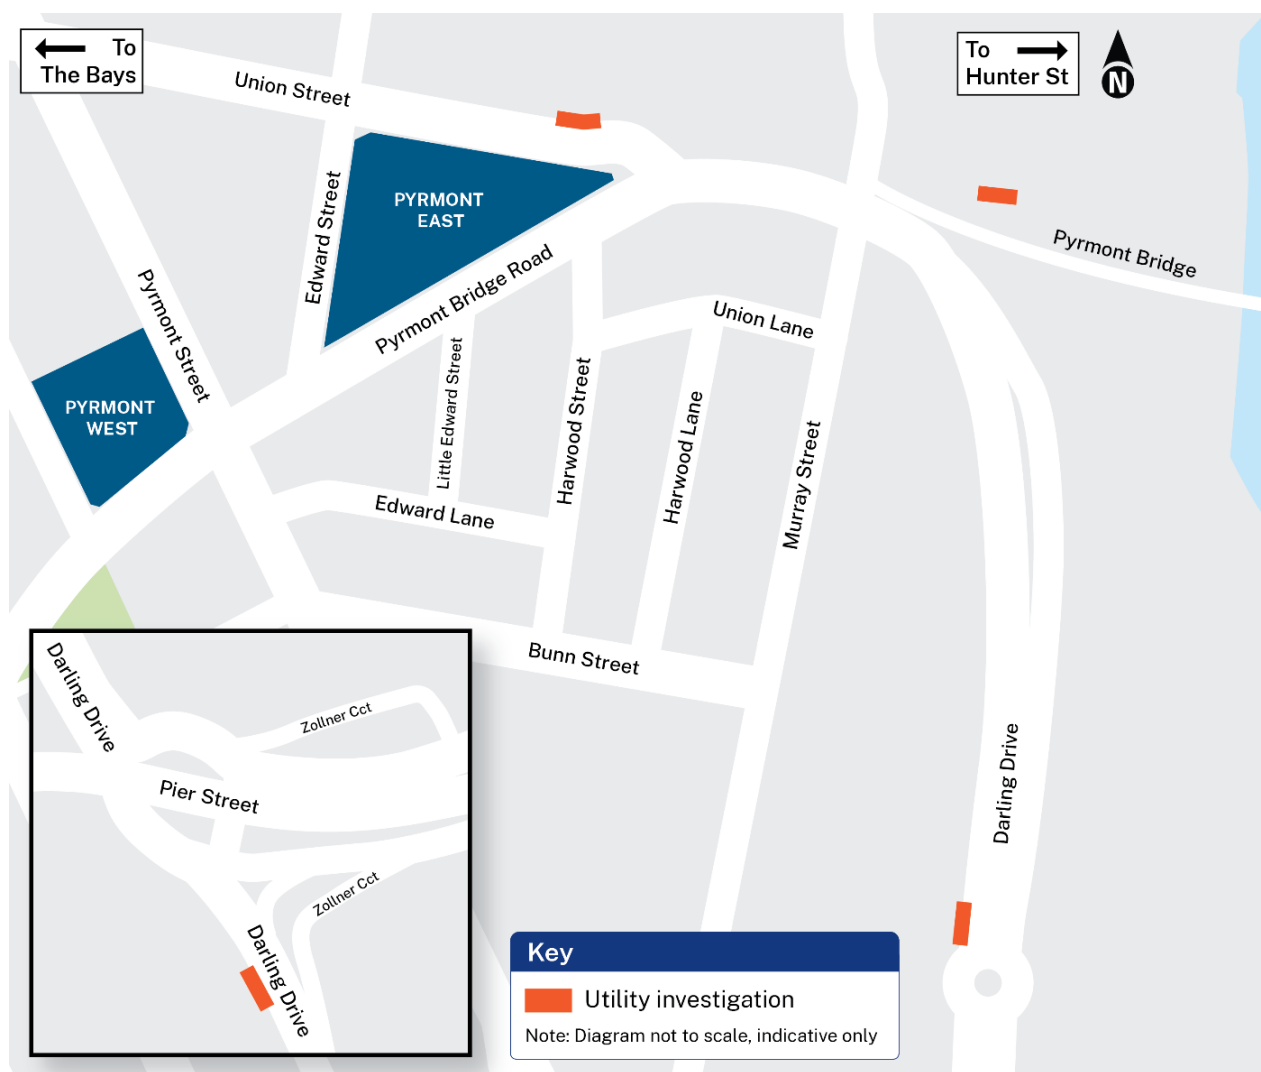 To
The Bays
To
Hunter St
N
Union Street
PYRMONT
EAST
Edward Street
Pyrmont Bridge
Pyrmont Bridge Road
Pyrmont Street
Union Lane
PYRMONT
WEST
Little Edward Street
Harwood Street
Harwood Lane
Murray Street
Edward Lane
Bunn Street
Darling Drive
Darling Drive
Zollner Cct
Pier Street
Zollner Cct
Darling Drive
Key
Utility investigation
Note: Diagram not to scale, indicative only